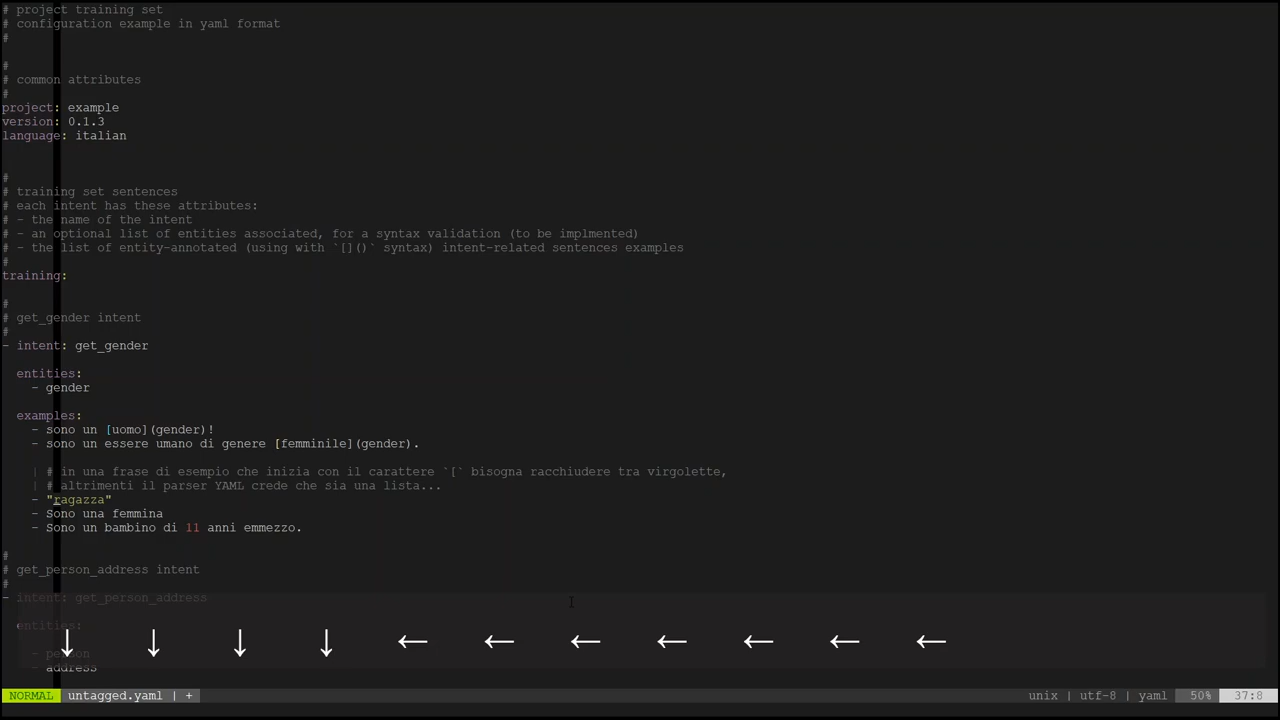 # project training set
# configuration example in yaml format
#
#
# common attributes
#
project: example
version: 0.1.3
language: italian
#
# training set sentences
# each intent has these attributes:
# - the name of the intent
# - an optional list of entities associated, for a syntax validation (to be implmented)
# - the list of entity-annotated (using with `[]()` syntax) intent-related sentences examples
#
training:
#
# get_gender intent
#
- intent: get_gender
entities:
- gender
examples:
- sono un [uomo](gender)!
- sono un essere umano di genere [femminile](gender).
| # in una frase di esempio che inizia con il carattere `[` bisogna racchiudere tra virgolette,
| # altrimenti il parser YAML crede che sia una lista...
- "ragazza"
- Sono una femmina
- Sono un bambino di 11 anni emmezzo.
#
# get_person_address intent
#
- intent: get_person_address
entities:
↓ ↓ ↓ ↓ ← ← ← ← ← ← ←
- person
- address
NORMAL untagged.yaml | + unix | utf-8 | yaml 50% 37:8